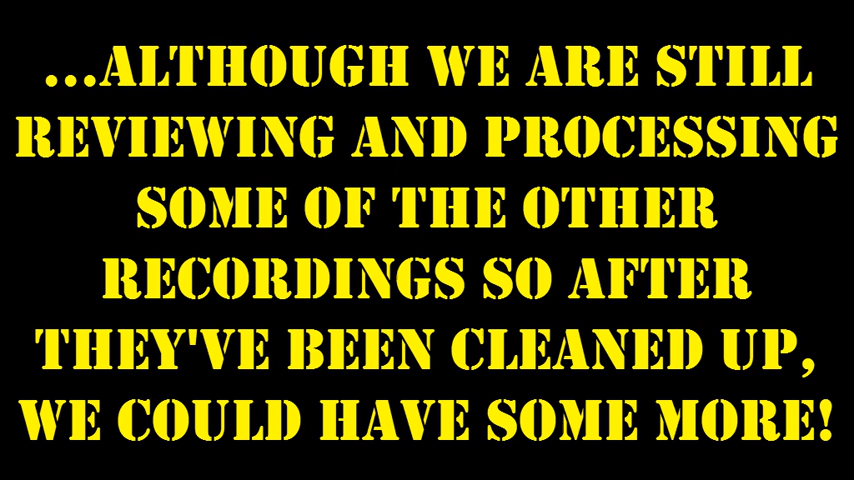 ...ALTHOUGH WE ARE STILL
REVIEWING AND PROCESSING
SOME OF THE OTHER
RECORDINGS SO AFTER
THEY'VE BEEN CLEANED UP,
WE COULD HAVE SOME MORE!